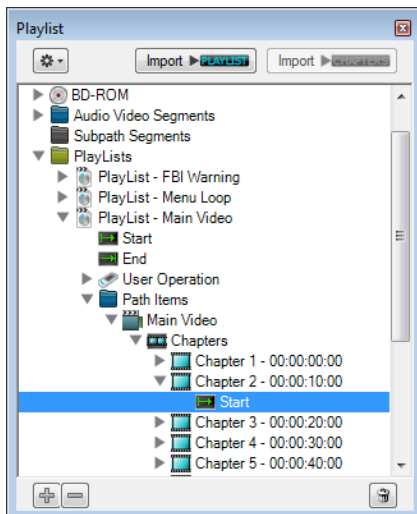 Playlist
Import PLAYLIST Import CHAPTERS
BD-ROM
Audio Video Segments
Subpath Segments
PlayLists
PlayList - FBI Warning
PlayList - Menu Loop
PlayList - Main Video
Start
End
User Operation
Path Items
Main Video
Chapters
Chapter 1 - 00:00:00:00
Chapter 2 - 00:00:10:00
Start
Chapter 3 - 00:00:20:00
Chapter 4 - 00:00:30:00
Chapter 5 - 00:00:40:00